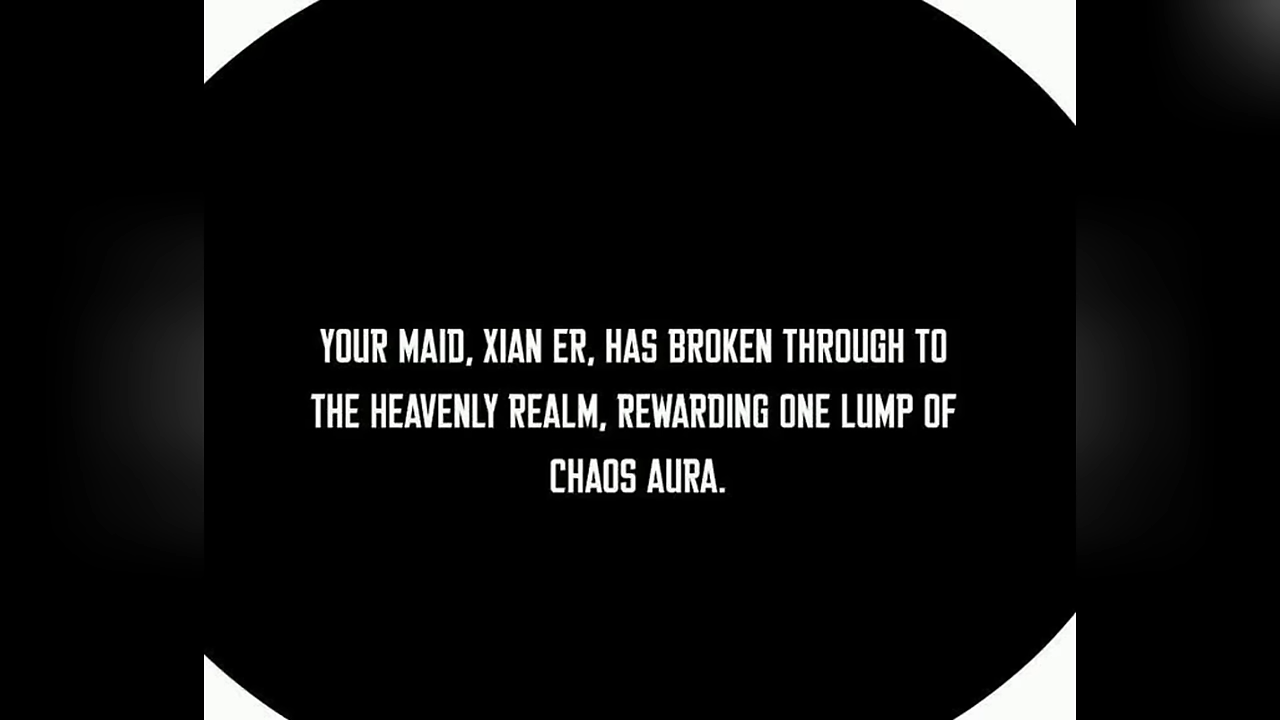 YOUR MAID, XIAN ER, HAS BROKEN THROUGH TO
THE HEAVENLY REALM, REWARDING ONE LUMP OF
CHAOS AURA.